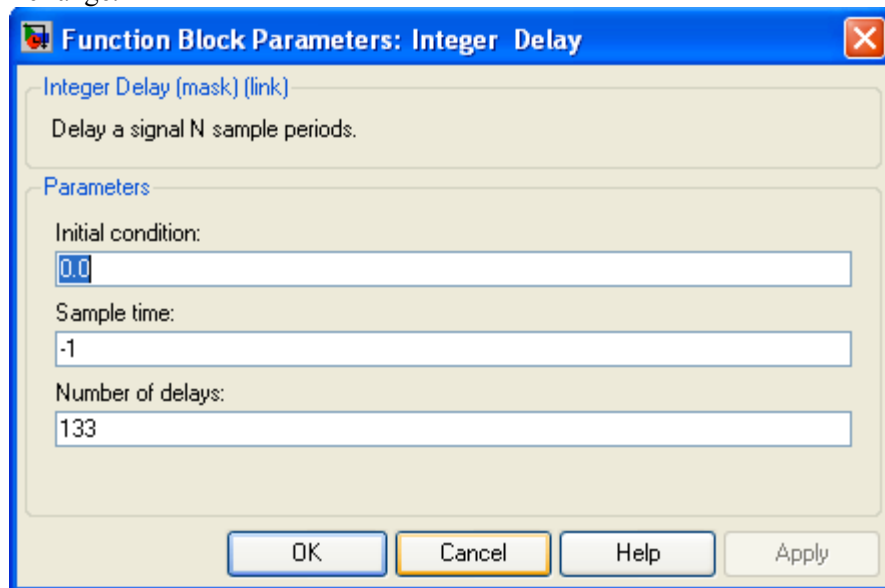 Function Block Parameters: Integer Delay
Integer Delay (mask) (link)
Delay a signal N sample periods.
Parameters
Initial condition:
0.0
Sample time:
-1
Number of delays:
133
OK Cancel Help Apply